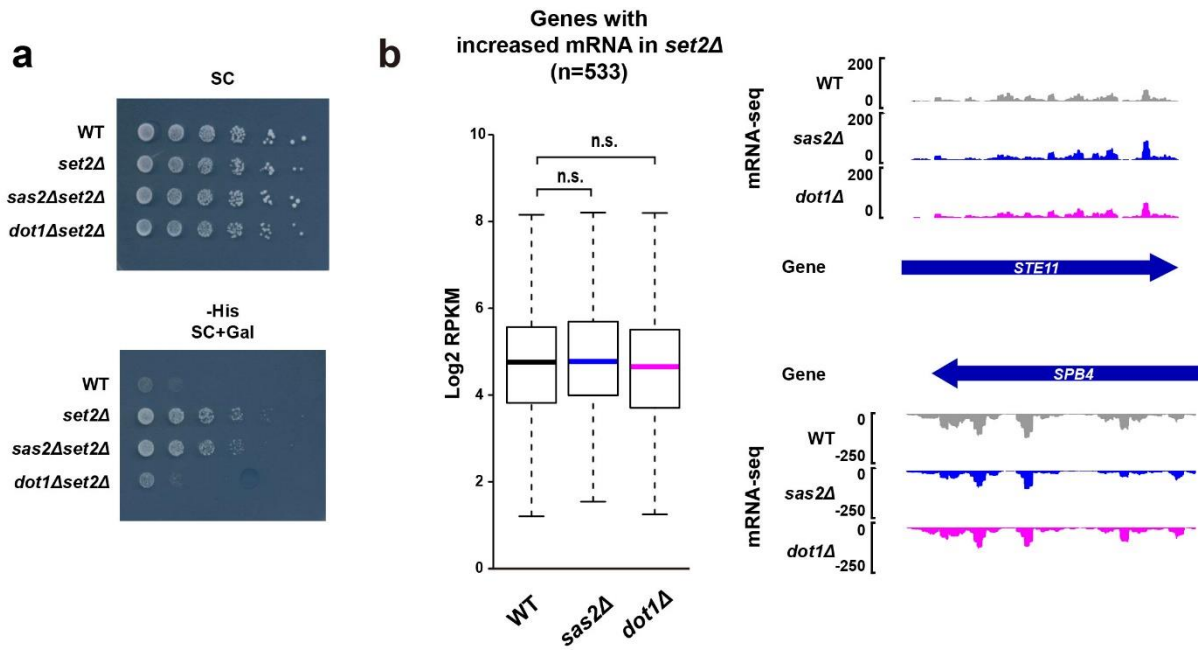 a
SC
WT
set2Δ
sas2Δset2Δ
dot1Δset2Δ
-His
SC+Gal
WT
set2Δ
sas2Δset2Δ
dot1Δset2Δ
b
Genes with
increased mRNA in set2Δ
(n=533)
n.s.
n.s.
Log2 RPKM
10
8
6
4
2
0
WT
sas2Δ
dot1Δ
mRNA-seq
WT
200
0
sas2Δ
200
0
dot1Δ
200
0
Gene
STE11
Gene
SPB4
mRNA-seq
WT
0
-250
sas2Δ
0
-250
dot1Δ
0
-250